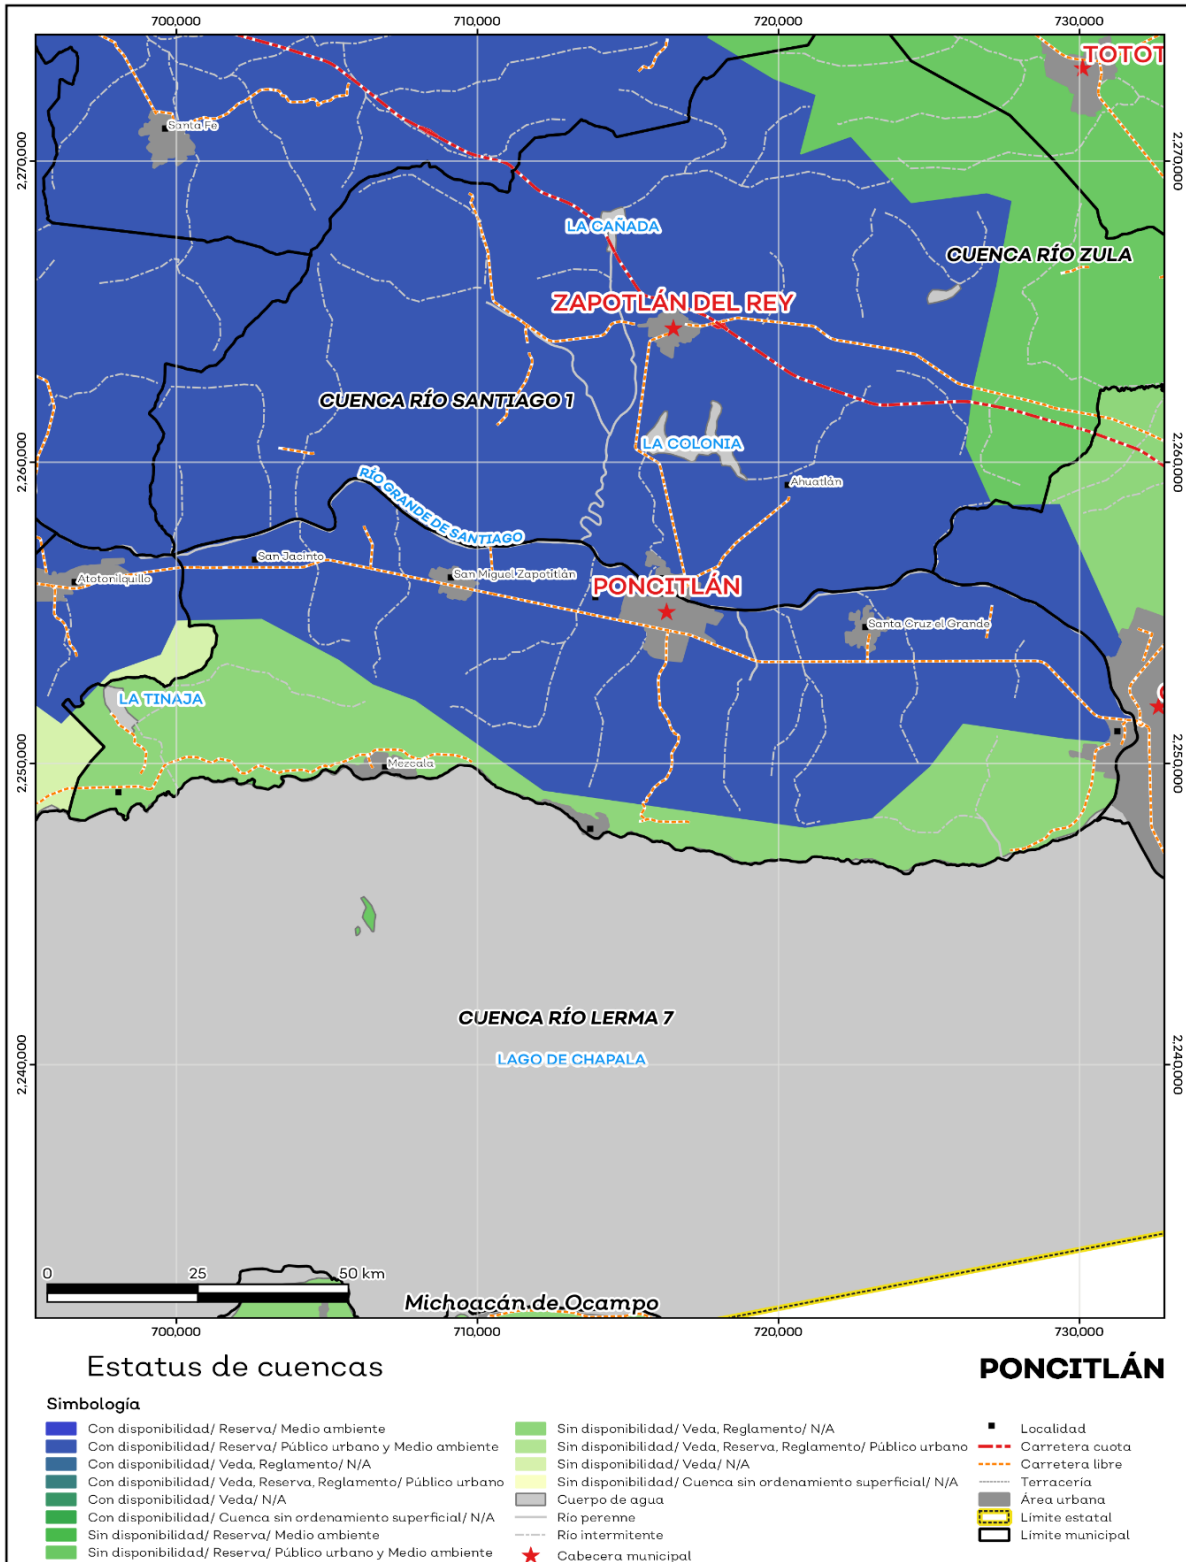 700,000 710,000 720,000 730,000
TOTOT
Santa Fe
2,270,000 2,270,000
LA CAÑADA
CUENCA RÍO ZULA
ZAPOTLÁN DEL REY
CUENCA RÍO SANTIAGO 1
LA COLONIA
2,260,000 2,260,000
Ahuatlán
RÍO GRANDE DE SANTIAGO
San Jacinto
Atotonilquillo
San Miguel Zapotitlán
PONCITLÁN
Santa Cruz el Grande
LA TINAJA
2,250,000 2,250,000
Mezcala
CUENCA RÍO LERMA 7
LAGO DE CHAPALA
2,240,000 2,240,000
0 25 50 km
Michoacán de Ocampo
700,000 710,000 720,000 730,000
Estatus de cuencas
PONCITLÁN
Simbología
Con disponibilidad/ Reserva/ Medio ambiente
Con disponibilidad/ Reserva/ Público urbano y Medio ambiente
Con disponibilidad/ Veda, Reglamento/ N/A
Con disponibilidad/ Veda, Reserva, Reglamento/ Público urbano
Con disponibilidad/ Veda/ N/A
Con disponibilidad/ Cuenca sin ordenamiento superficial/ N/A
Sin disponibilidad/ Reserva/ Medio ambiente
Sin disponibilidad/ Reserva/ Público urbano y Medio ambiente
Sin disponibilidad/ Veda, Reglamento/ N/A
Sin disponibilidad/ Veda, Reserva, Reglamento/ Público urbano
Sin disponibilidad/ Veda/ N/A
Sin disponibilidad/ Cuenca sin ordenamiento superficial/ N/A
Cuerpo de agua
Río perenne
Río intermitente
Cabecera municipal
Localidad
Carretera cuota
Carretera libre
Terracería
Área urbana
Límite estatal
Límite municipal